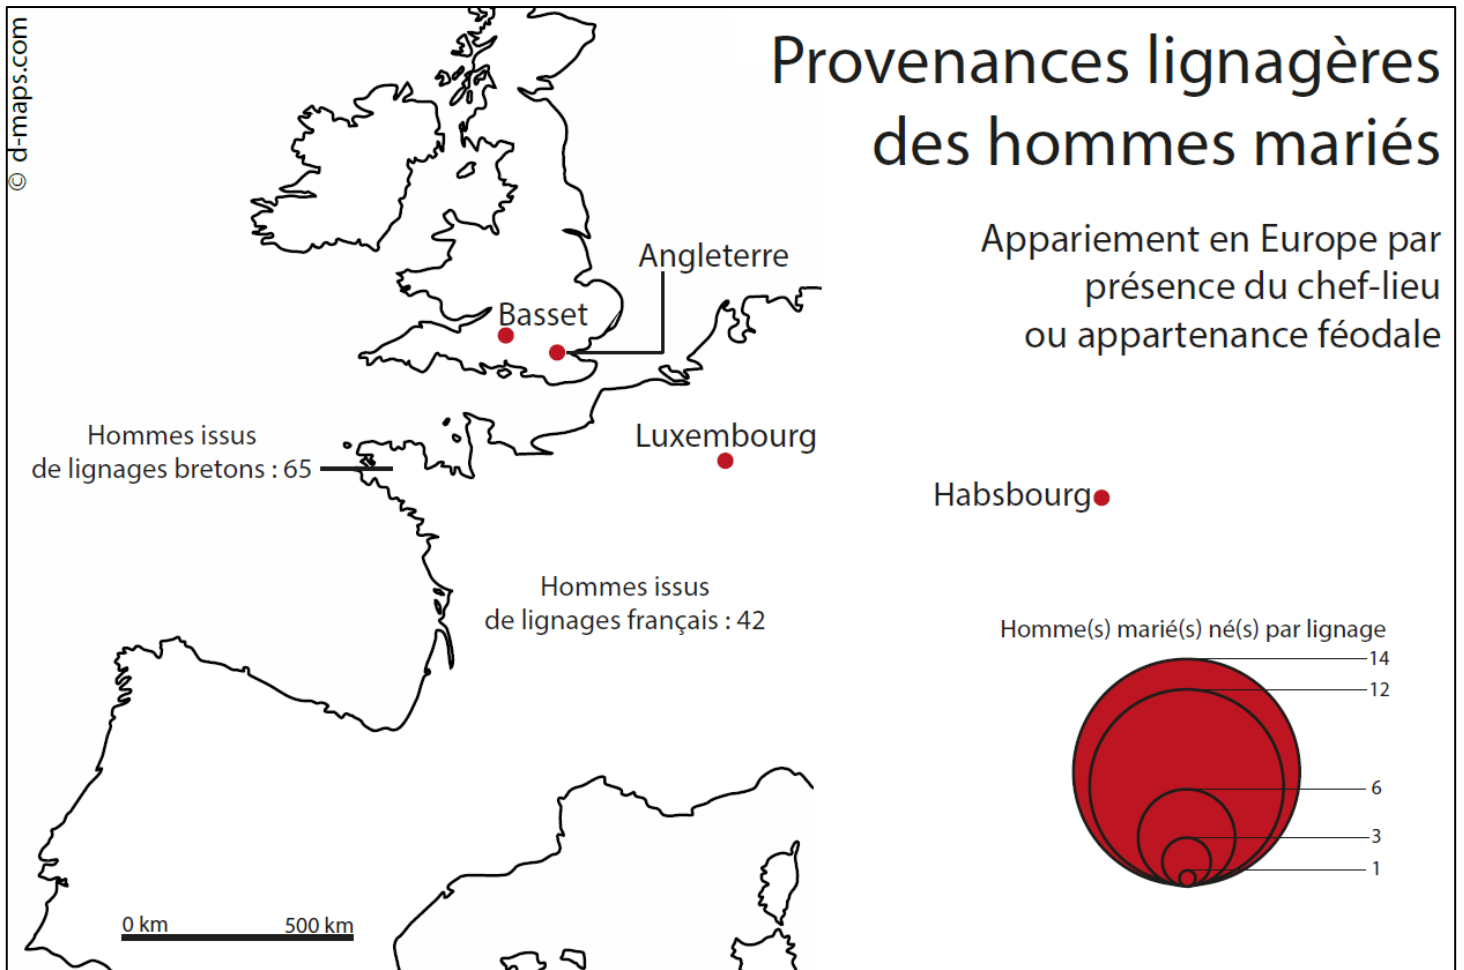 © d-maps.com
Provenances lignagères
des hommes mariés
Appariement en Europe par
présence du chef-lieu
ou appartenance féodale
Angleterre
Basset
Hommes issus
de lignages bretons : 65
Luxembourg
Habsbourg
Hommes issus
de lignages français : 42
Homme(s) marié(s) né(s) par lignage
14
12
6
3
1
0 km 500 km